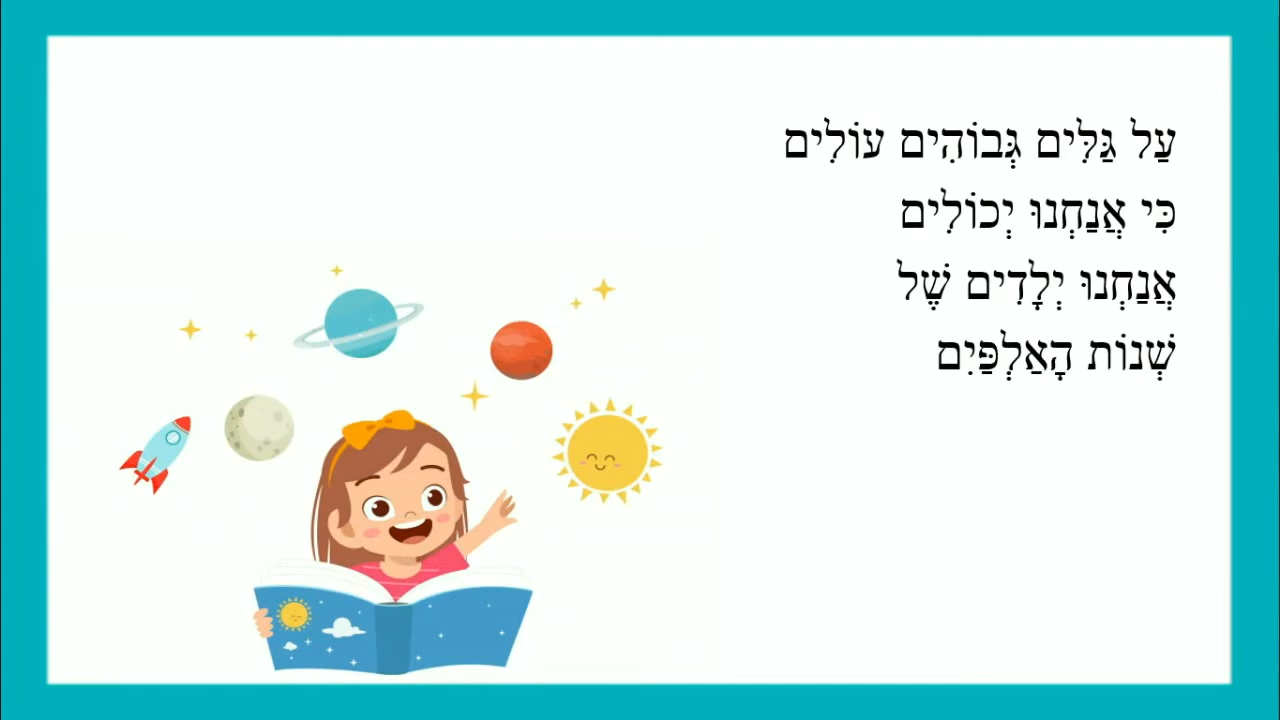 עַל גַּלִּים גְּבוֹהִים עוֹלִים
כִּי אֲנַחְנוּ יְכוֹלִים
אֲנַחְנוּ יְלָדִים שֶׁל
שְׁנוֹת הָאַלְפַּיִם